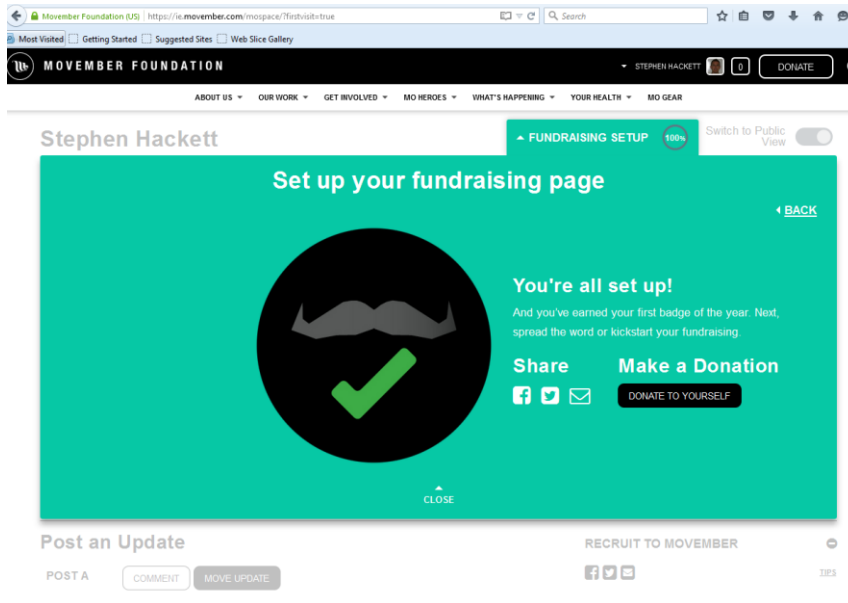 Movember Foundation (US) https://ie.movember.com/mospace/?firstvisit=true Search
Most Visited Getting Started Suggested Sites Web Slice Gallery
MOVEMBER FOUNDATION STEPHEN HACKETT 0 DONATE
ABOUT US OUR WORK GET INVOLVED MO HEROES WHAT'S HAPPENING YOUR HEALTH MO GEAR
Stephen Hackett FUNDRAISING SETUP 100% Switch to Public
View
Set up your fundraising page
BACK
You're all set up!
And you've earned your first badge of the year. Next,
spread the word or kickstart your fundraising.
Share Make a Donation
DONATE TO YOURSELF
CLOSE
Post an Update RECRUIT TO MOVEMBER
POST A COMMENT MOVE UPDATE TIPS